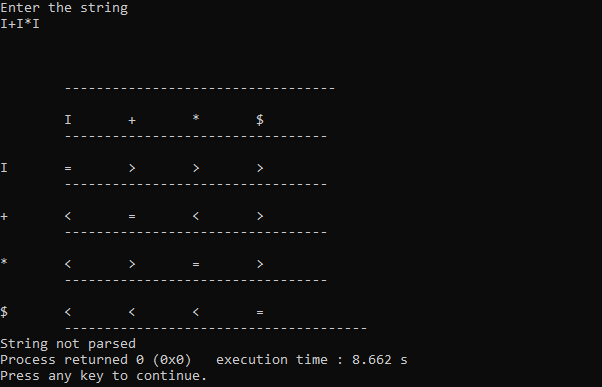 Enter the string
I+I*I
----------------------------------
I + * $
---------------------------------
I = > > >
---------------------------------
+ < = < >
---------------------------------
* < > = >
---------------------------------
$ < < < =
--------------------------------------
String not parsed
Process returned 0 (0x0)   execution time : 8.662 s
Press any key to continue.